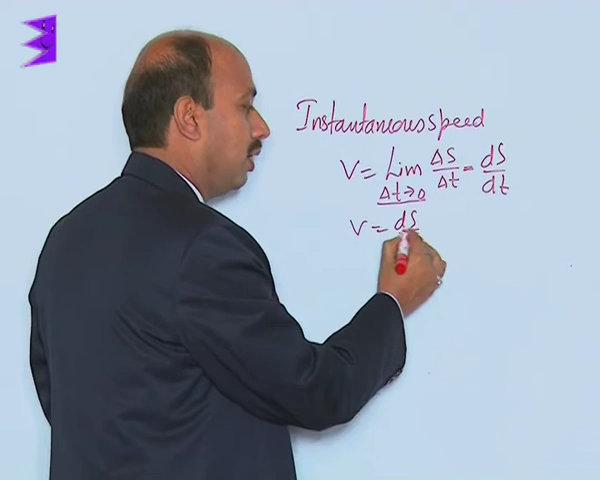 Instantaneous speed
V = Lim Δt→0 ΔS/Δt = dS/dt
V = dS